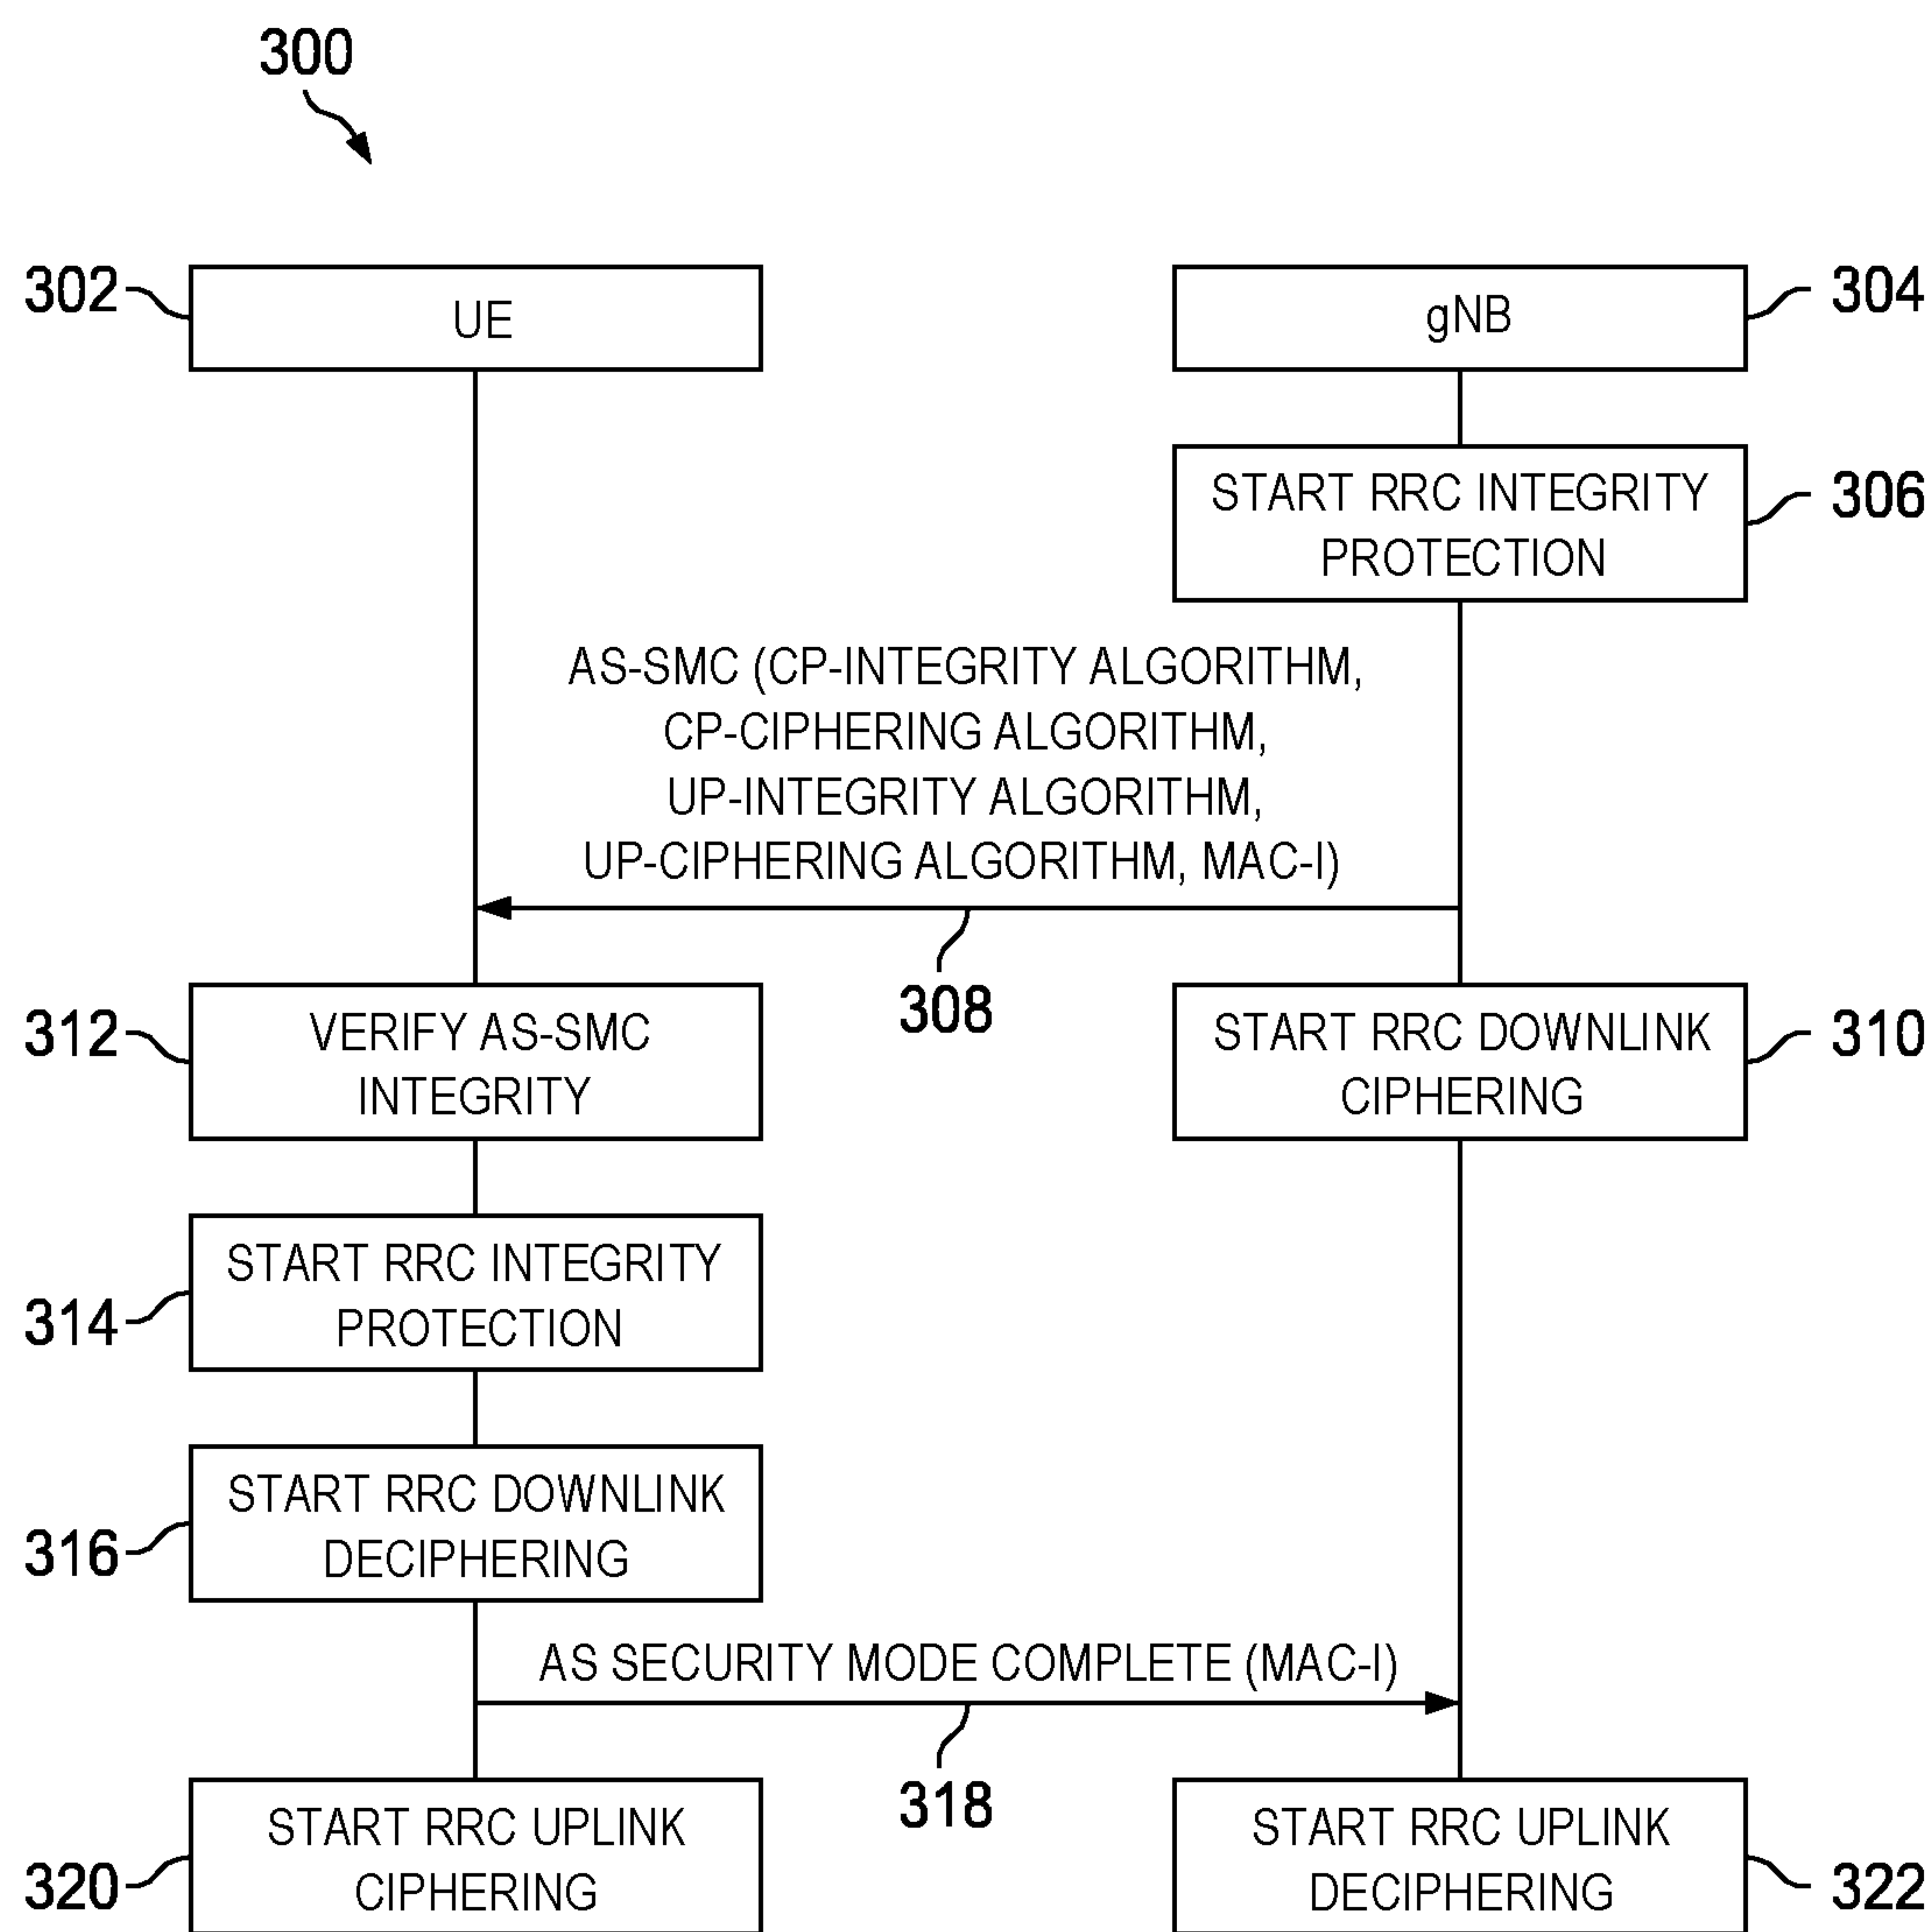 300
302
UE
gNB
304
START RRC INTEGRITY
PROTECTION
306
AS-SMC (CP-INTEGRITY ALGORITHM,
CP-CIPHERING ALGORITHM,
UP-INTEGRITY ALGORITHM,
UP-CIPHERING ALGORITHM, MAC-I)
308
312
VERIFY AS-SMC
INTEGRITY
START RRC DOWNLINK
CIPHERING
310
314
START RRC INTEGRITY
PROTECTION
316
START RRC DOWNLINK
DECIPHERING
AS SECURITY MODE COMPLETE (MAC-I)
318
320
START RRC UPLINK
CIPHERING
START RRC UPLINK
DECIPHERING
322